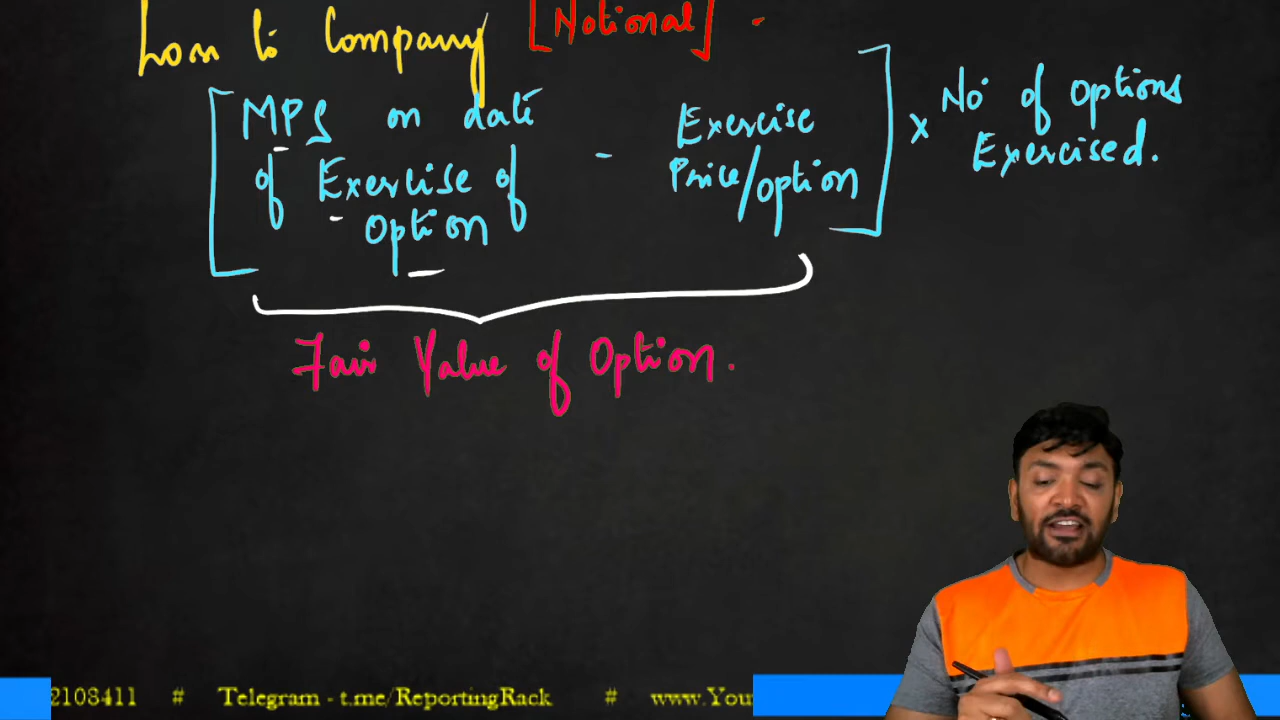 Loss to Company [Notional] -
[MPS on date of Exercise of Option - Exercise Price/option] x No of options Exercised.
Fair Value of Option.
2108411 # Telegram - t.me/ReportingRack # www.You